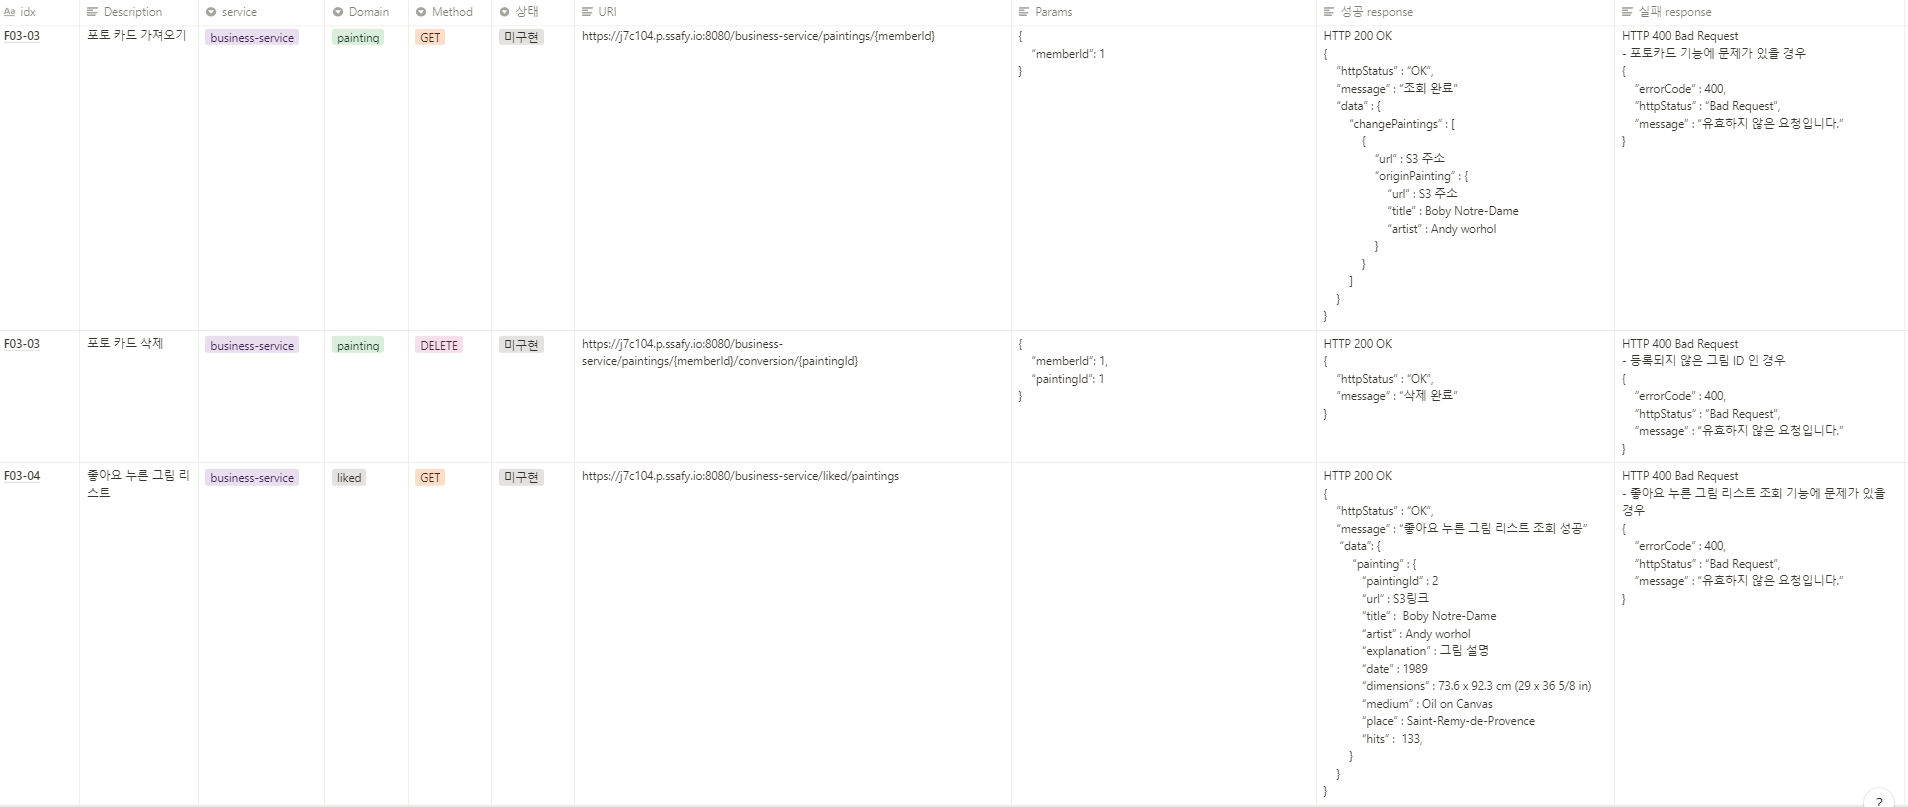 Aa idx
Description
service
Domain
Method
상태
URI
Params
성공 response
실패 response
F03-03
포토 카드 가져오기
business-service
painting
GET
미구현
https://j7c104.p.ssafy.io:8080/business-service/paintings/{memberId}
{
"memberId": 1
}
HTTP 200 OK
{
"httpStatus" : "OK",
"message" : "조회 완료"
"data" : {
"changePaintings" : [
{
"url" : S3 주소
"originPainting" : {
"url" : S3 주소
"title" : Boby Notre-Dame
"artist" : Andy worhol
}
}
]
}
}
HTTP 400 Bad Request
- 포토카드 기능에 문제가 있을 경우
{
"errorCode" : 400,
"httpStatus" : "Bad Request",
"message" : "유효하지 않은 요청입니다."
}
F03-03
포토 카드 삭제
business-service
painting
DELETE
미구현
https://j7c104.p.ssafy.io:8080/business-
service/paintings/{memberId}/conversion/{paintingId}
{
"memberId": 1,
"paintingId": 1
}
HTTP 200 OK
{
"httpStatus" : "OK",
"message" : "삭제 완료"
}
HTTP 400 Bad Request
- 등록되지 않은 그림 ID 인 경우
{
"errorCode" : 400,
"httpStatus" : "Bad Request",
"message" : "유효하지 않은 요청입니다."
}
F03-04
좋아요 누른 그림 리
스트
business-service
liked
GET
미구현
https://j7c104.p.ssafy.io:8080/business-service/liked/paintings
HTTP 200 OK
{
"httpStatus" : "OK",
"message" : "좋아요 누른 그림 리스트 조회 성공"
"data": {
"painting" : {
"paintingId" : 2
"url" : S3링크
"title" : Boby Notre-Dame
"artist" : Andy worhol
"explanation" : 그림 설명
"date" : 1989
"dimensions" : 73.6 x 92.3 cm (29 x 36 5/8 in)
"medium" : Oil on Canvas
"place" : Saint-Remy-de-Provence
"hits" : 133,
}
}
}
HTTP 400 Bad Request
- 좋아요 누른 그림 리스트 조회 기능에 문제가 있을
경우
{
"errorCode" : 400,
"httpStatus" : "Bad Request",
"message" : "유효하지 않은 요청입니다."
}
?